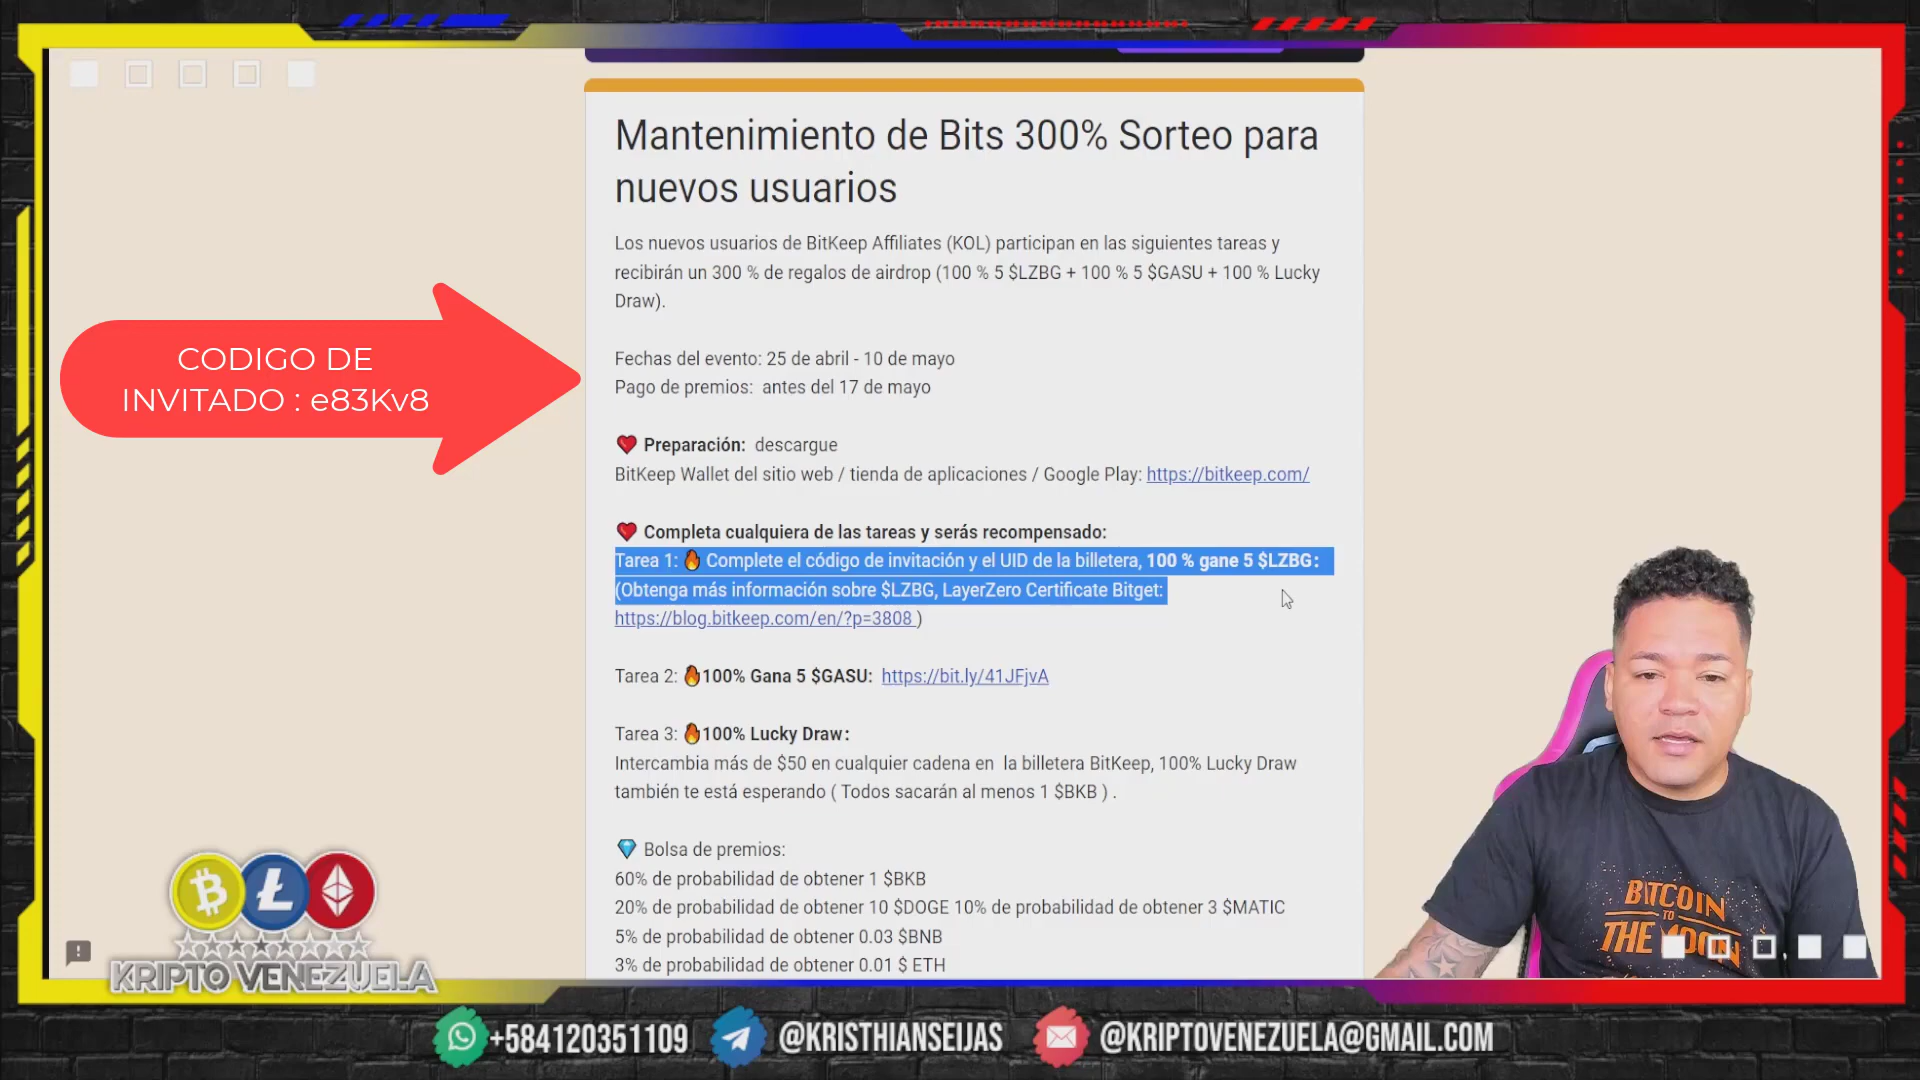 Mantenimiento de Bits 300% Sorteo para
nuevos usuarios
Los nuevos usuarios de BitKeep Affiliates (KOL) participan en las siguientes tareas y
recibirán un 300 % de regalos de airdrop (100 % 5 $LZBG + 100 % 5 $GASU + 100 % Lucky
Draw).
Fechas del evento: 25 de abril - 10 de mayo
Pago de premios: antes del 17 de mayo
CODIGO DE
INVITADO : e83Kv8
Preparación: descargue
BitKeep Wallet del sitio web / tienda de aplicaciones / Google Play: https://bitkeep.com/
Completa cualquiera de las tareas y serás recompensado:
Tarea 1: 🔥 Complete el código de invitación y el UID de la billetera, 100 % gane 5 $LZBG:
(Obtenga más información sobre $LZBG, LayerZero Certificate Bitget:
https://blog.bitkeep.com/en/?p=3808 )
Tarea 2: 🔥100% Gana 5 $GASU: https://bit.ly/41JFjvA
Tarea 3: 🔥100% Lucky Draw:
Intercambia más de $50 en cualquier cadena en la billetera BitKeep, 100% Lucky Draw
también te está esperando ( Todos sacarán al menos 1 $BKB ) .
Bolsa de premios:
60% de probabilidad de obtener 1 $BKB
20% de probabilidad de obtener 10 $DOGE 10% de probabilidad de obtener 3 $MATIC
5% de probabilidad de obtener 0.03 $BNB
3% de probabilidad de obtener 0.01 $ ETH
BITCOIN
TO
THE MOON
KRIPTO VENEZUELA
+584120351109
@KRISTHIANSEIJAS
@KRIPTOVENEZUELA@GMAIL.COM